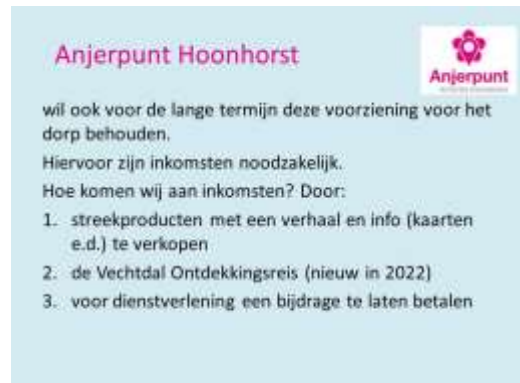 Anjerpunt Hoonhorst
Anjerpunt
wil ook voor de lange termijn deze voorziening voor het
dorp behouden.
Hiervoor zijn inkomsten noodzakelijk.
Hoe komen wij aan inkomsten? Door:
1. streekproducten met een verhaal en info (kaarten
e.d.) te verkopen
2. de Vechtdal Ontdekkingsreis (nieuw in 2022)
3. voor dienstverlening een bijdrage te laten betalen